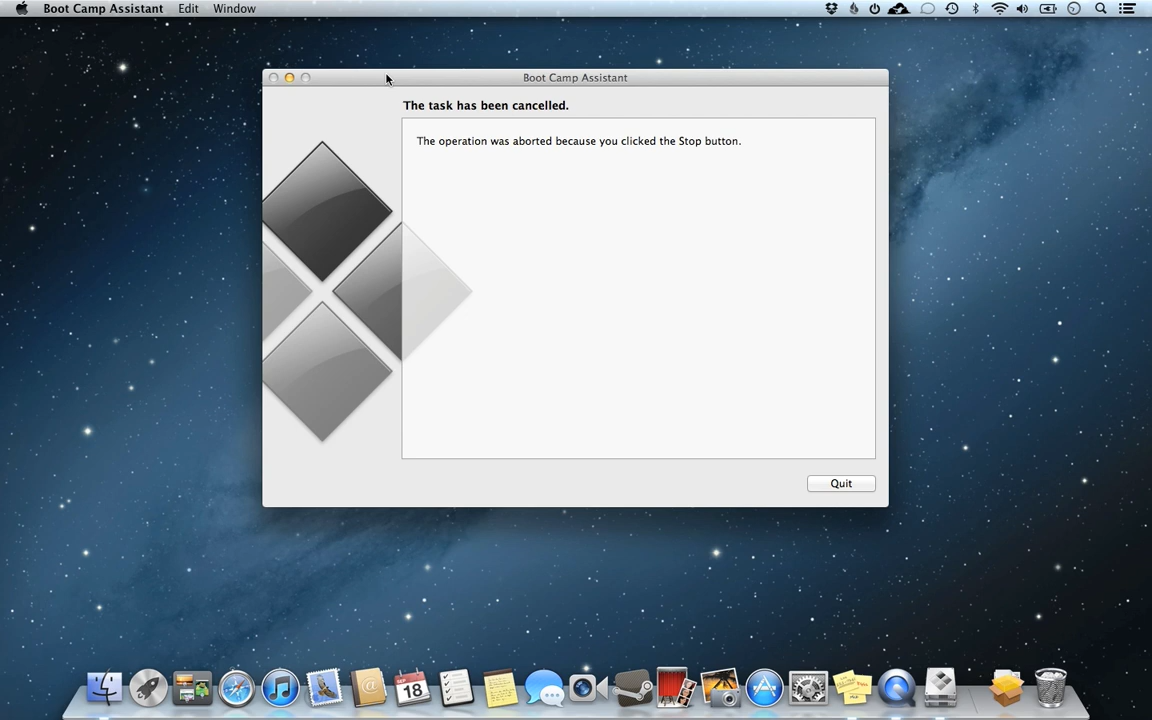 Boot Camp Assistant Edit Window
Boot Camp Assistant
The task has been cancelled.
The operation was aborted because you clicked the Stop button.
Quit
SEP
18